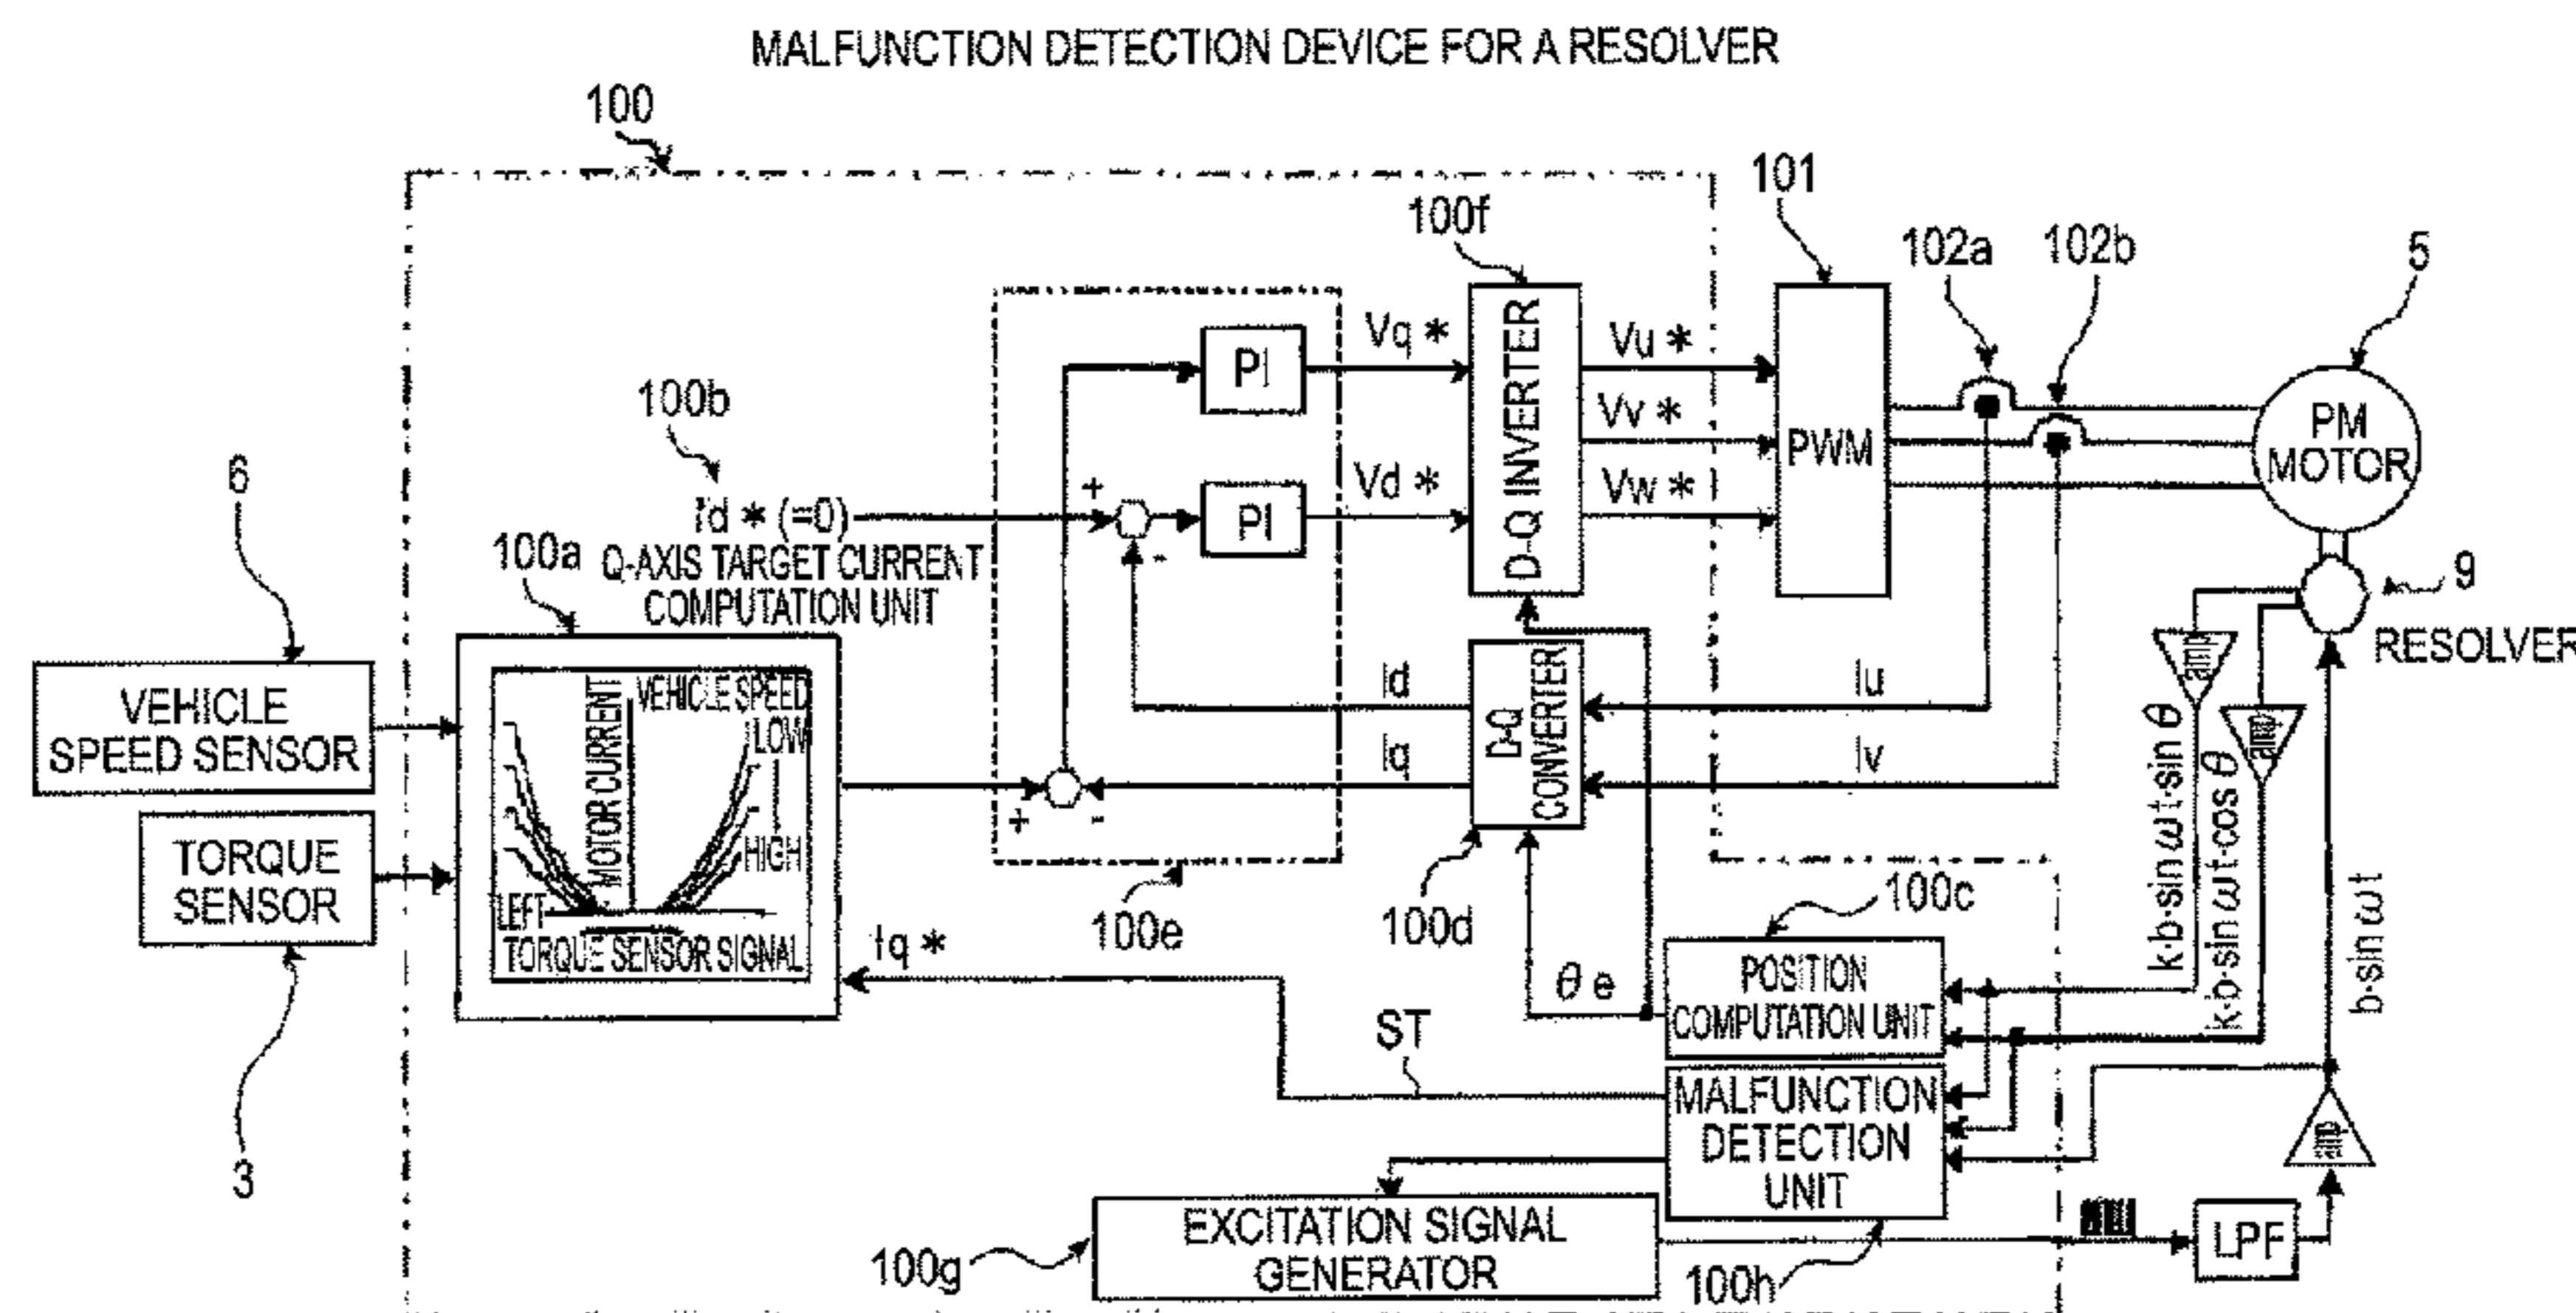 MALFUNCTION DETECTION DEVICE FOR A RESOLVER
100
101
100f
102a
102b
5
Vq *
Vu *
PI
100b
Vv *
PM
MOTOR
D-Q INVERTER
PWM
6
Vd *
Vw *
+
I'd * (=0)
PI
-
100a
Q-AXIS TARGET CURRENT
COMPUTATION UNIT
9
RESOLVER
amp
VEHICLE
SPEED SENSOR
MOTOR CURRENT
VEHICLE SPEED
LOW
HIGH
LEFT
TORQUE SENSOR SIGNAL
Id
Iu
D-Q
CONVERTER
Iq
Iv
+
-
amp
k·b·sin ωt·sin θ
k·b·sin ωt·cos θ
b·sin ωt
TORQUE
SENSOR
100e
100d
100c
Iq *
θe
POSITION
COMPUTATION UNIT
ST
3
MALFUNCTION
DETECTION
UNIT
amp
EXCITATION SIGNAL
GENERATOR
LPF
100g
100h